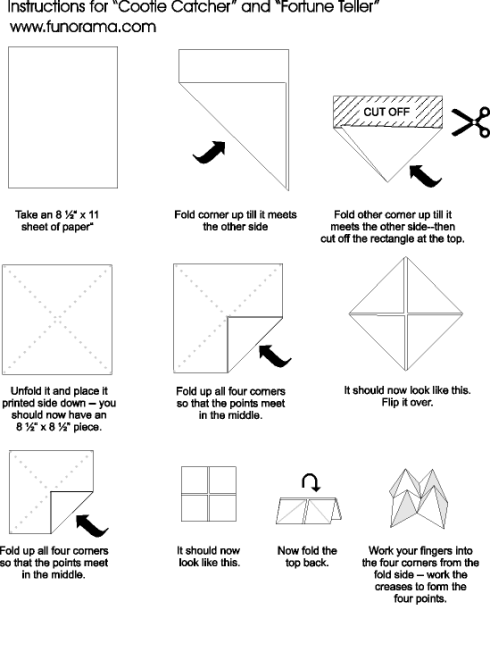 Instructions for "Cootie Catcher" and "Fortune Teller"
www.funorama.com
CUT OFF
Take an 8 ½" x 11
sheet of paper"
Fold corner up till it meets
the other side
Fold other corner up till it
meets the other side--then
cut off the rectangle at the top.
Unfold it and place it
printed side down -- you
should now have an
8 ½" x 8 ½" piece.
Fold up all four corners
so that the points meet
in the middle.
It should now look like this.
Flip it over.
Fold up all four corners
so that the points meet
in the middle.
It should now
look like this.
Now fold the
top back.
Work your fingers into
the four corners from the
fold side -- work the
creases to form the
four points.